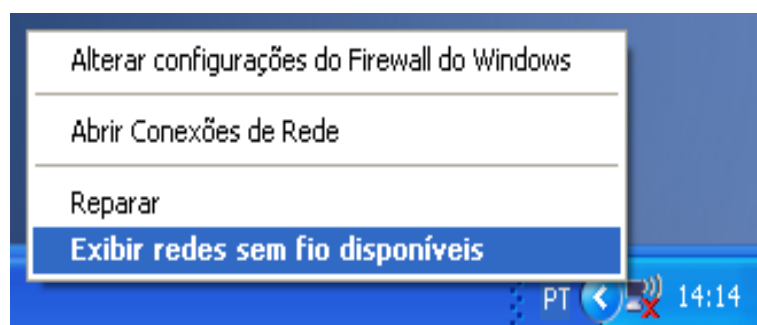 Alterar configurações do Firewall do Windows
Abrir Conexões de Rede
Reparar
Exibir redes sem fio disponíveis
PT 14:14